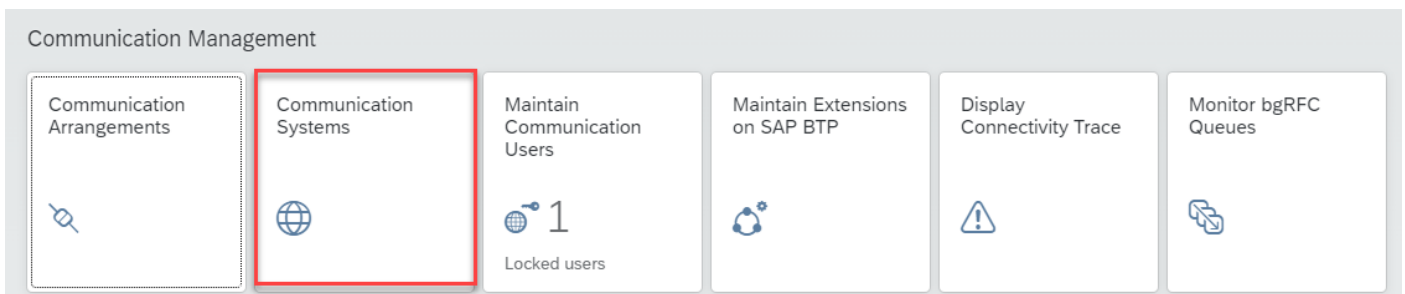 Communication Management
Communication
Arrangements
Communication
Systems
Maintain
Communication
Users
1
Locked users
Maintain Extensions
on SAP BTP
Display
Connectivity Trace
Monitor bgRFC
Queues